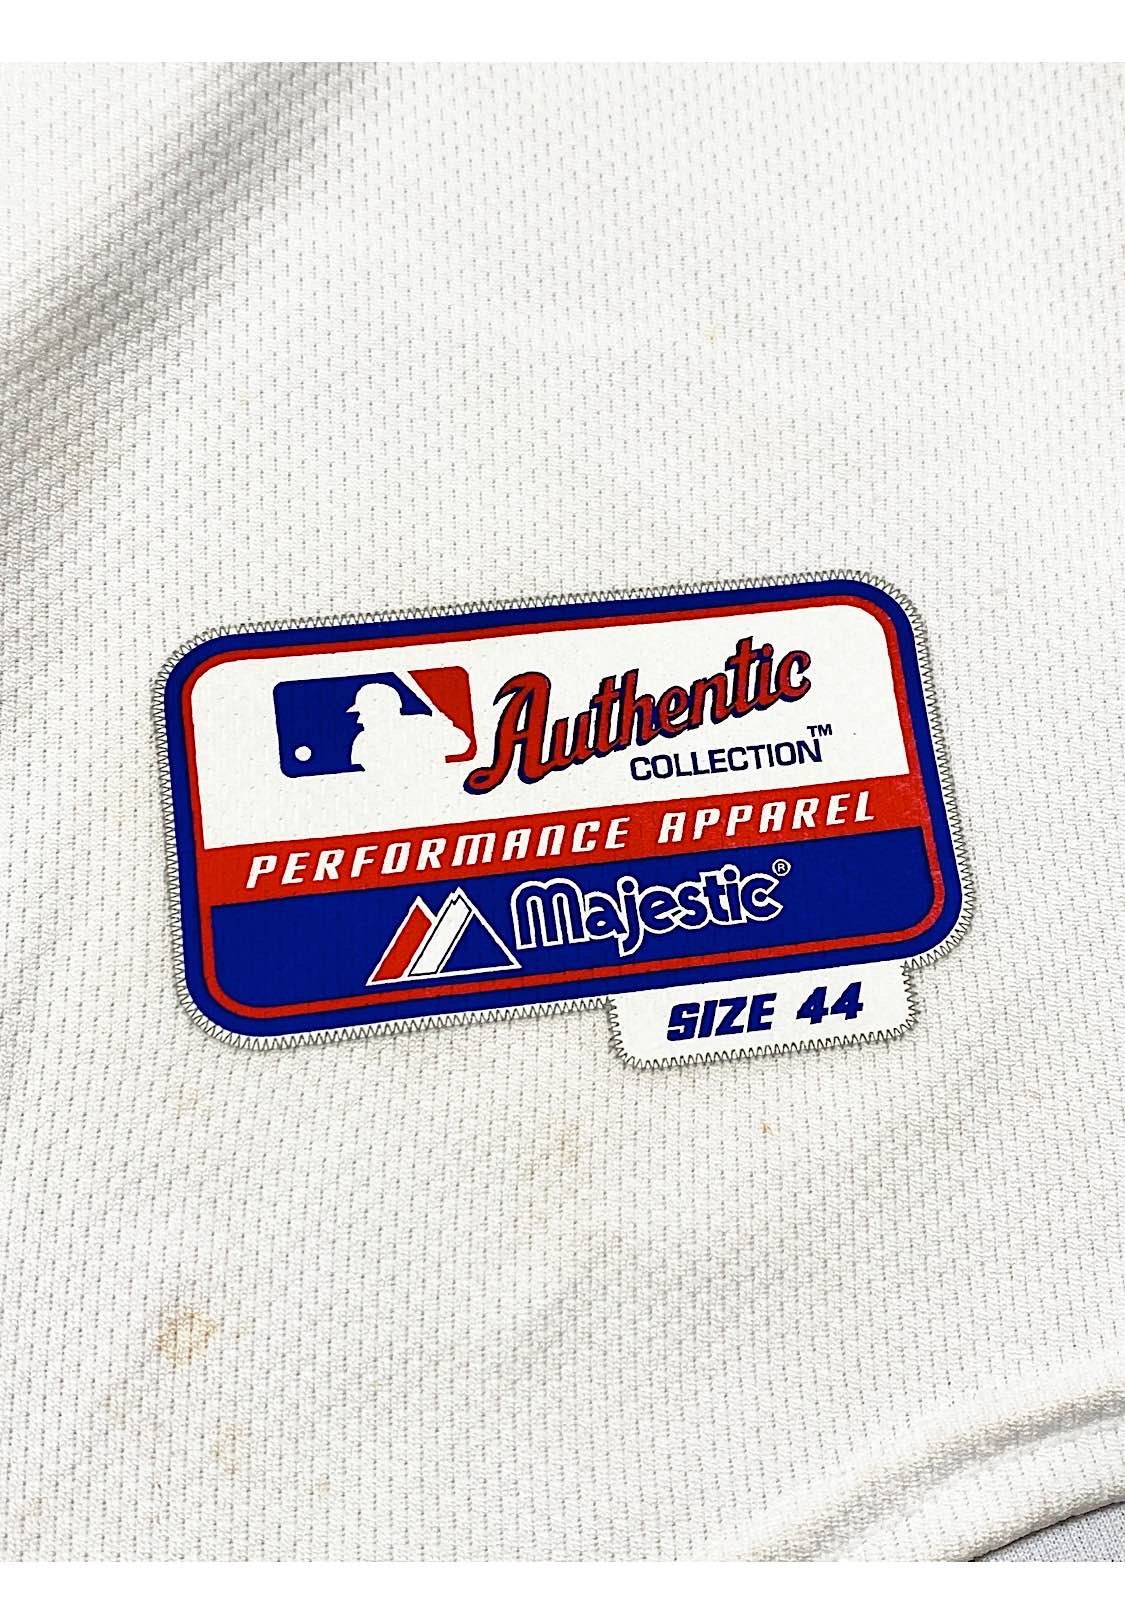 Authentic
COLLECTION™
PERFORMANCE APPAREL
Majestic®
SIZE 44